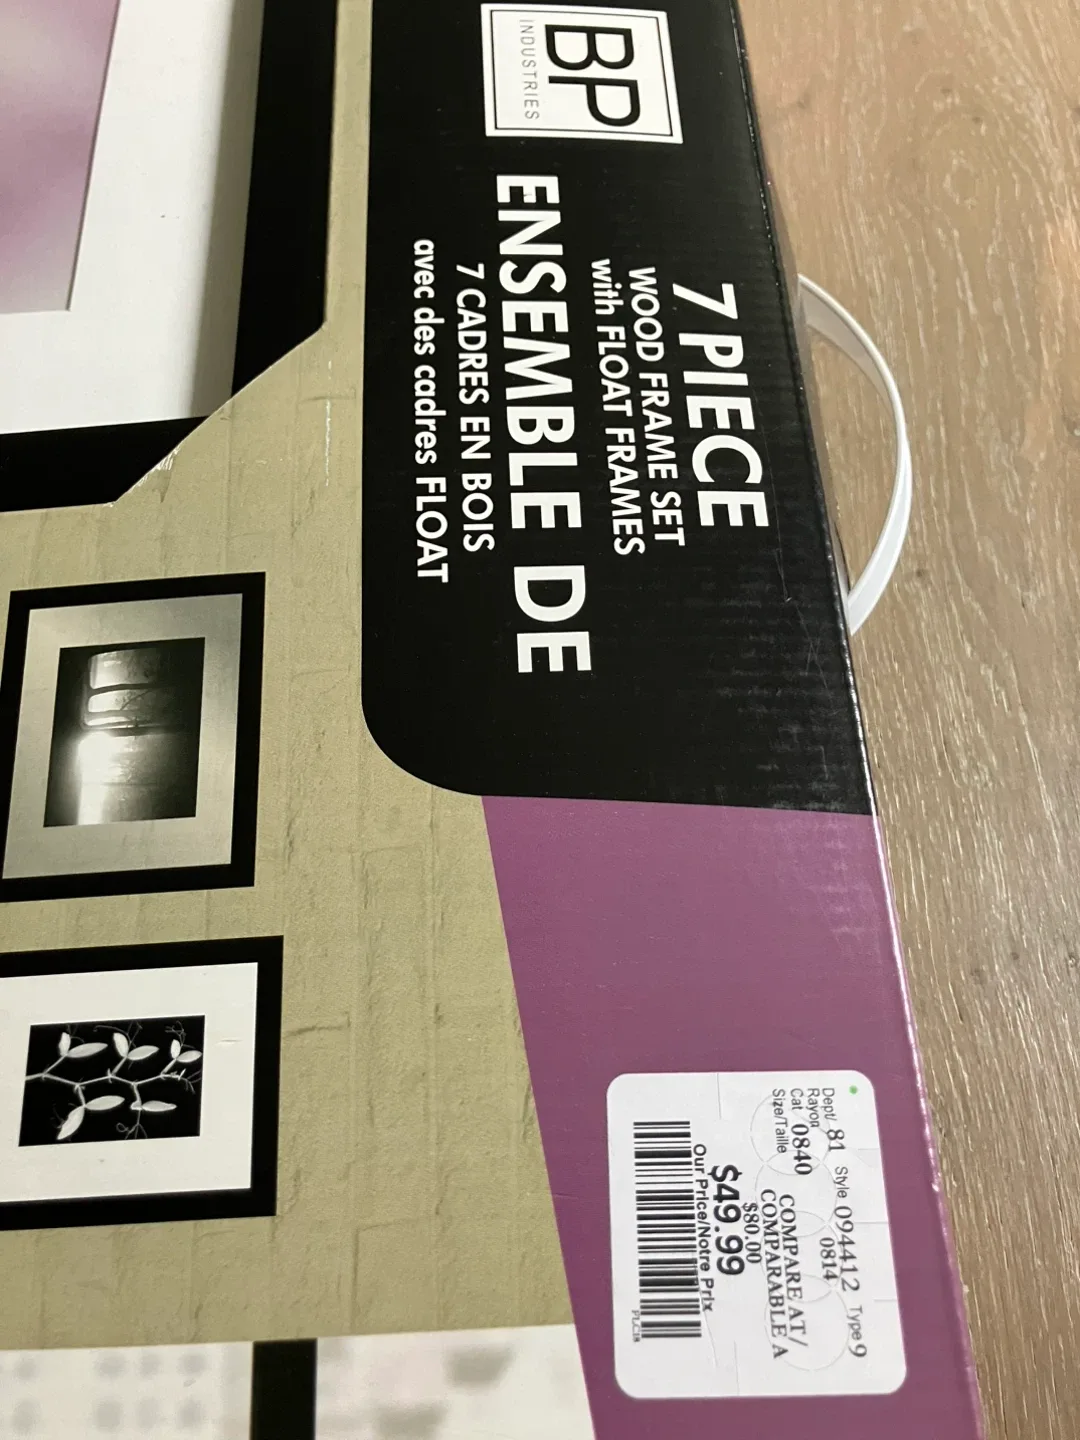 BP
INDUSTRIES
7 PIECE
WOOD FRAME SET
with FLOAT FRAMES
ENSEMBLE DE
7 CADRES EN BOIS
avec des cadres FLOAT
Dept/ 81 Style 094412 Type 9
Rayon 0814
Cat 0840
Size/Taille
COMPARE AT/
COMPARABLE A
$80.00
$49.99
Our Price/Notre Prix